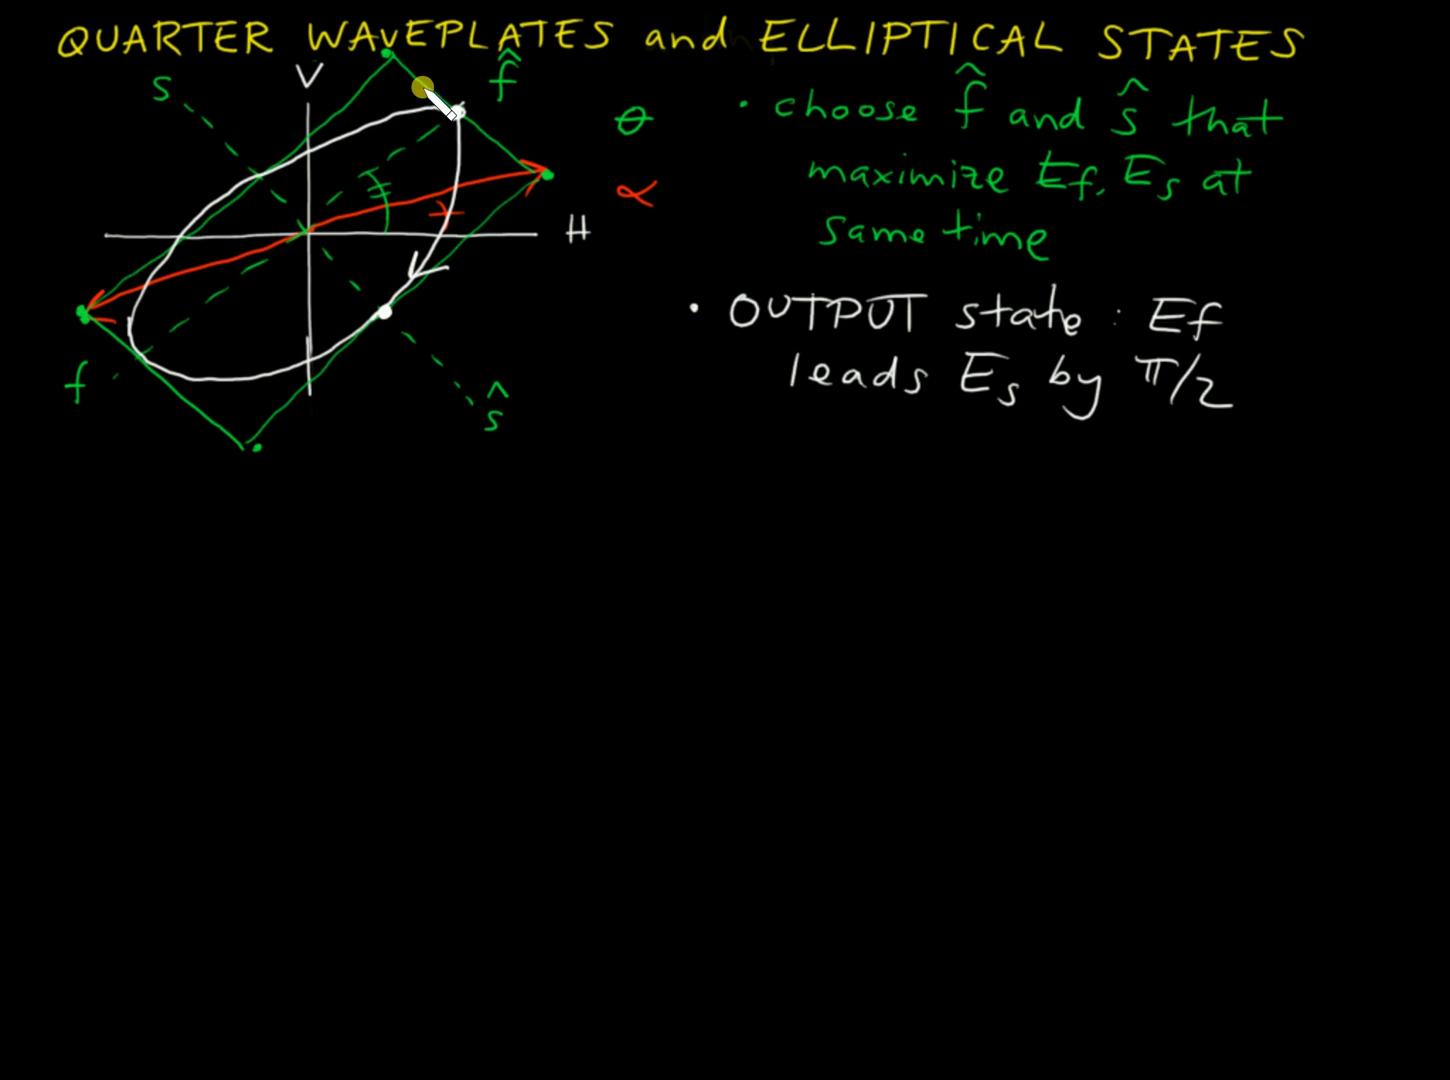 QUARTER WAVEPLATES and ELLIPTICAL STATES
V
S
f̂
θ
α
H
f
ŝ
• choose f̂ and ŝ that
maximize Ef, Es at
same time
• OUTPUT state : Ef
leads Es by π/2